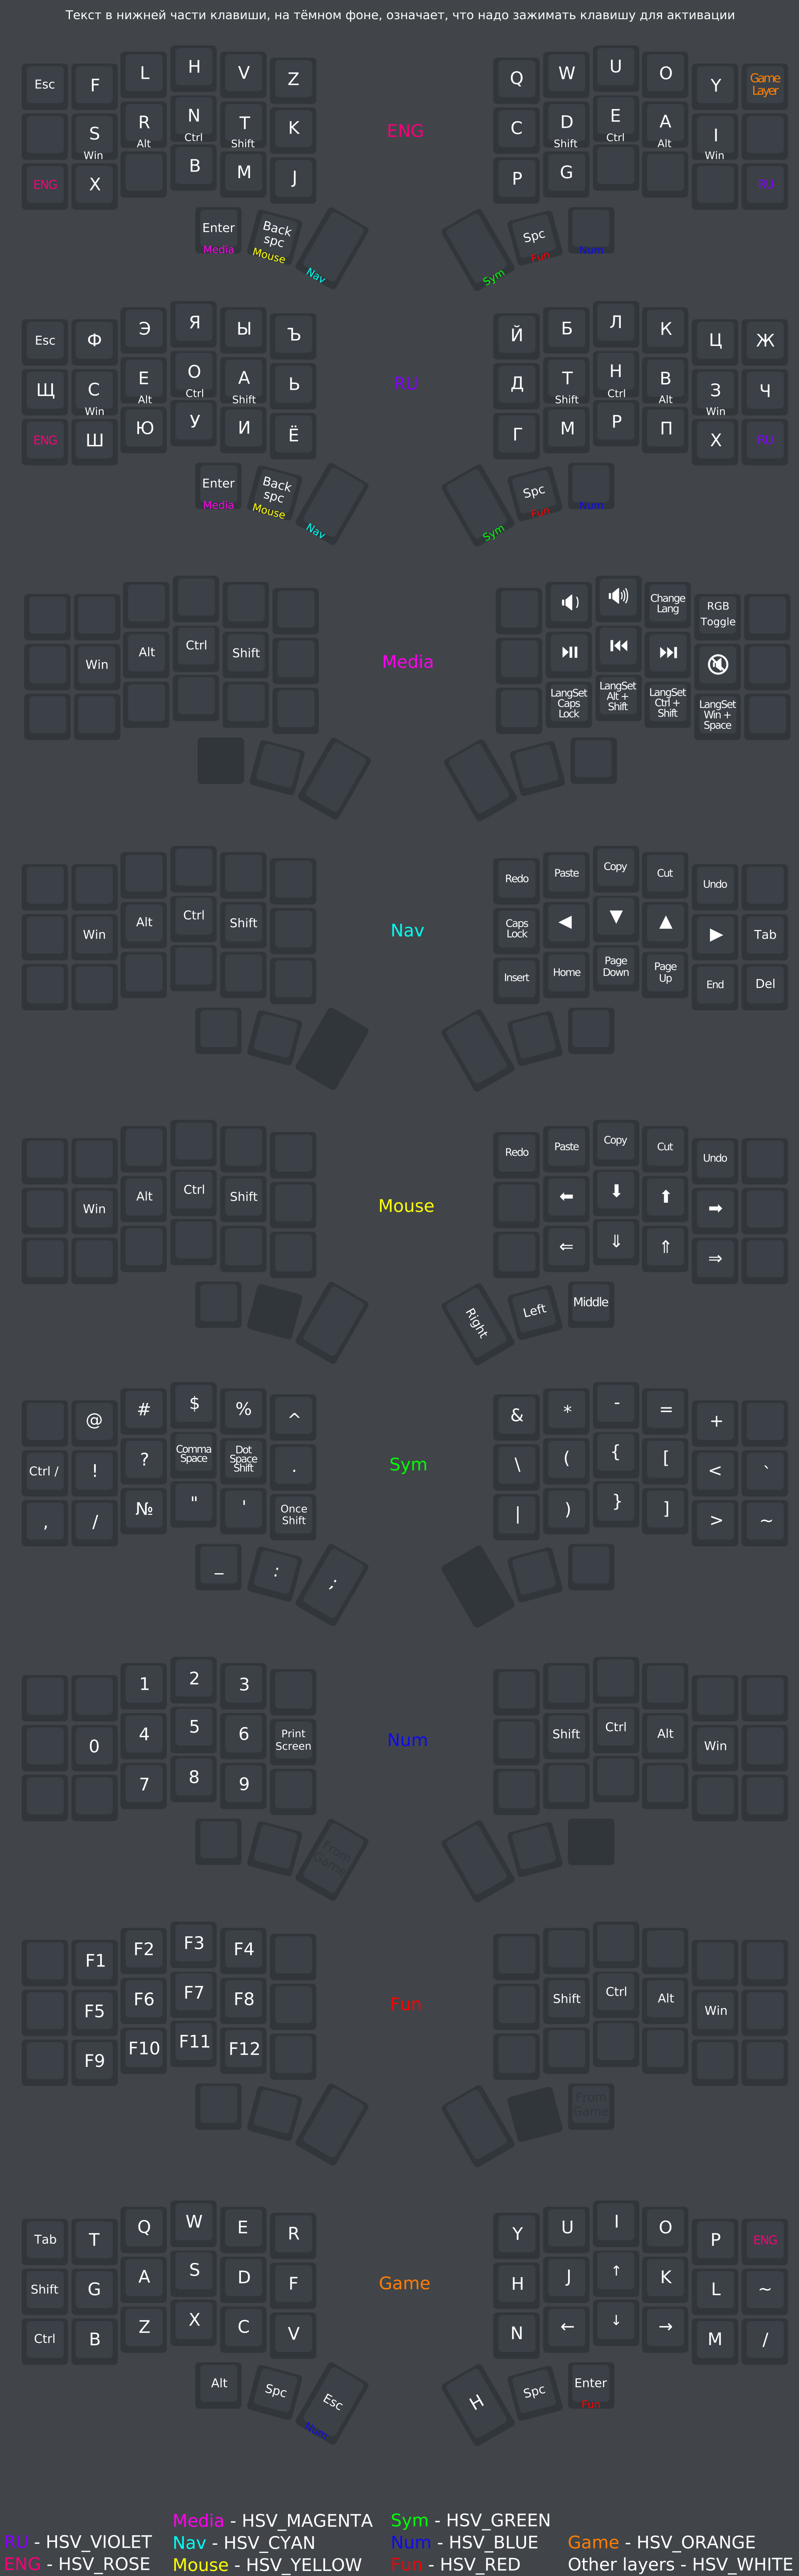 Текст в нижней части клавиши, на тёмном фоне, означает, что надо зажимать клавишу для активации
Esc F L H V Z Q W U O Y Game Layer
S Win R Alt N Ctrl T Shift K ENG C D Shift E Ctrl A Alt I Win
ENG X B M J P G RU
Enter Media Back spc Mouse Nav Sym Spc Fun Num
Esc Ф Э Я Ы Ъ Й Б Л К Ц Ж
Щ С Win Е Alt О Ctrl А Shift Ь RU Д Т Shift Н Ctrl В Alt З Win Ч
ENG Ш Ю У И Ё Г М Р П Х RU
Enter Media Back spc Mouse Nav Sym Spc Fun Num
Change Lang RGB Toggle
Win Alt Ctrl Shift Media
LangSet Caps Lock LangSet Alt + Shift LangSet Ctrl + Shift LangSet Win + Space
Redo Paste Copy Cut Undo
Win Alt Ctrl Shift Nav Caps Lock ◀ ▼ ▲ ▶ Tab
Insert Home Page Down Page Up End Del
Redo Paste Copy Cut Undo
Win Alt Ctrl Shift Mouse ⬅ ⬇ ⬆ ➡
⇐ ⇓ ⇑ ⇒
Right Left Middle
@ # $ % ^ & * - = +
Ctrl / ! ? Comma Space Dot Space Shift . Sym \ ( { [ < `
, / № " ' Once Shift | ) } ] > ~
_ : ;
1 2 3
0 4 5 6 Print Screen Num Shift Ctrl Alt Win
7 8 9
From Game
F1 F2 F3 F4
F5 F6 F7 F8 Fun Shift Ctrl Alt Win
F9 F10 F11 F12
From Game
Tab T Q W E R Y U I O P ENG
Shift G A S D F Game H J ↑ K L ~
Ctrl B Z X C V N ← ↓ → M /
Alt Spc Esc Num H Spc Enter Fun
Media - HSV_MAGENTA Sym - HSV_GREEN
RU - HSV_VIOLET Nav - HSV_CYAN Num - HSV_BLUE Game - HSV_ORANGE
ENG - HSV_ROSE Mouse - HSV_YELLOW Fun - HSV_RED Other layers - HSV_WHITE